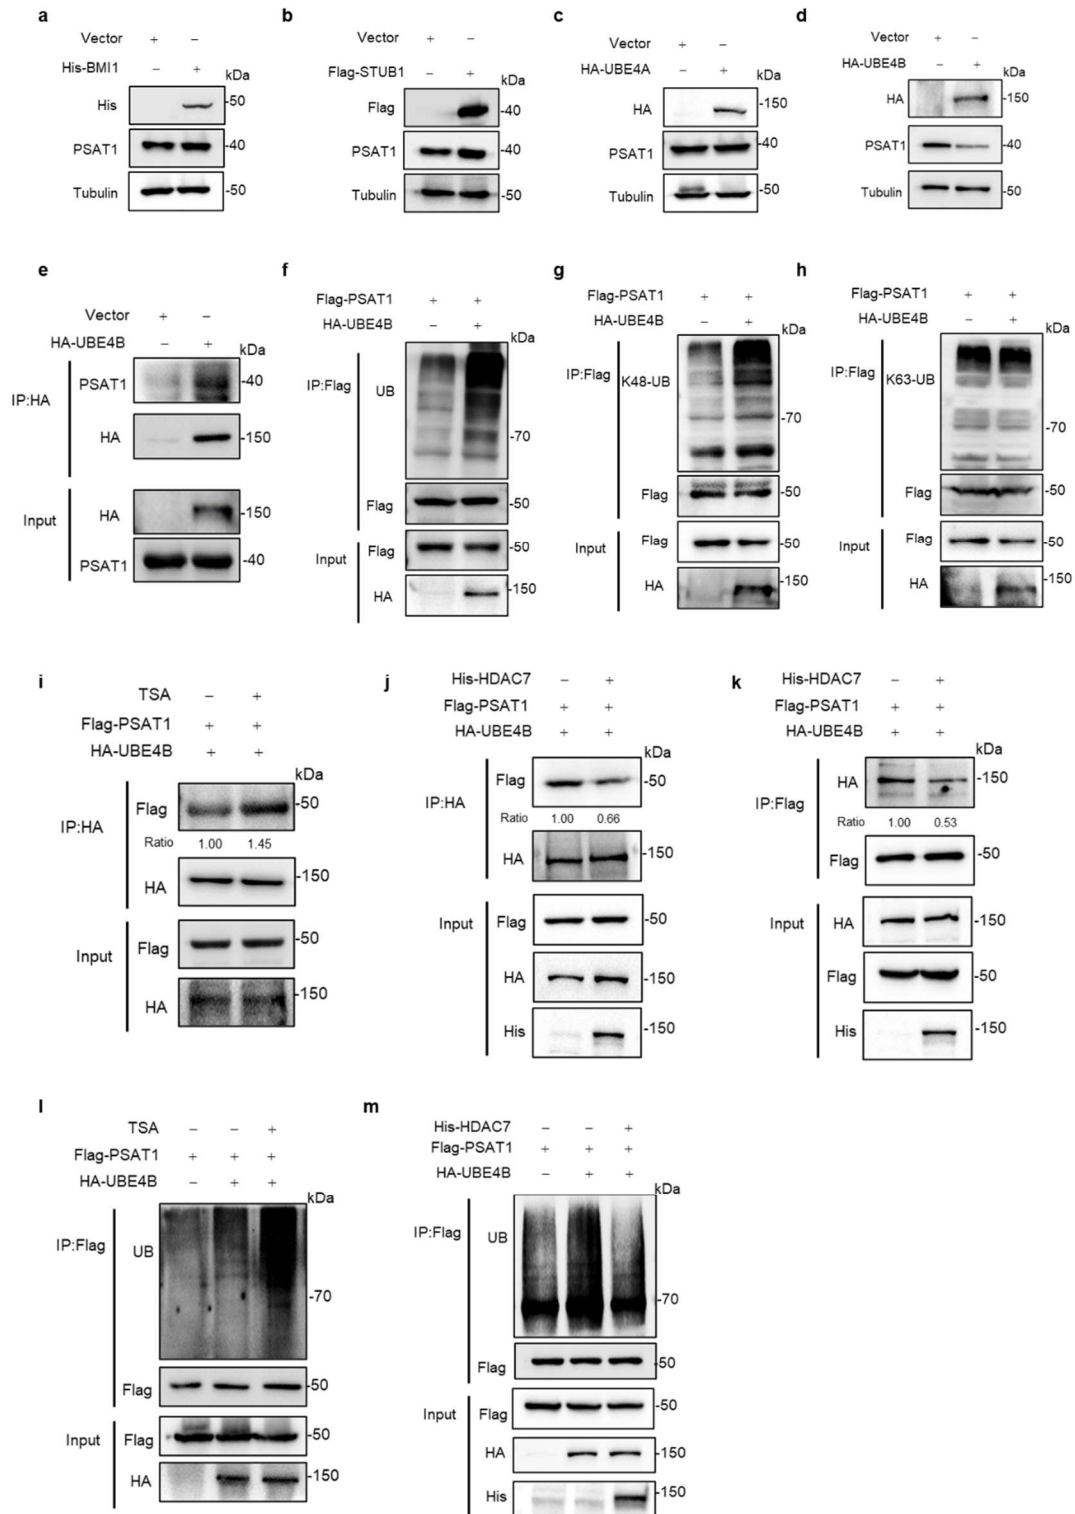 a
Vector + –
His-BMI1 – +
kDa
His -50
PSAT1 -40
Tubulin -50
b
Vector + –
Flag-STUB1 – +
kDa
Flag -40
PSAT1 -40
Tubulin -50
c
Vector + –
HA-UBE4A – +
kDa
HA -150
PSAT1 -40
Tubulin -50
d
Vector + –
HA-UBE4B – +
kDa
HA -150
PSAT1 -40
Tubulin -50
e
Vector + –
HA-UBE4B – +
kDa
IP:HA
PSAT1 -40
HA -150
Input
HA -150
PSAT1 -40
f
Flag-PSAT1 + +
HA-UBE4B – +
kDa
IP:Flag
UB -70
Flag -50
Input
Flag -50
HA -150
g
Flag-PSAT1 + +
HA-UBE4B – +
kDa
IP:Flag
K48-UB -70
Flag -50
Input
Flag -50
HA -150
h
Flag-PSAT1 + +
HA-UBE4B – +
kDa
IP:Flag
K63-UB -70
Flag -50
Input
Flag -50
HA -150
i
TSA – +
Flag-PSAT1 + +
HA-UBE4B + +
kDa
IP:HA
Flag -50
Ratio 1.00 1.45
HA -150
Input
Flag -50
HA -150
j
His-HDAC7 – +
Flag-PSAT1 + +
HA-UBE4B + +
kDa
IP:HA
Flag -50
Ratio 1.00 0.66
HA -150
Input
Flag -50
HA -150
His -150
k
His-HDAC7 – +
Flag-PSAT1 + +
HA-UBE4B + +
kDa
IP:Flag
HA -150
Ratio 1.00 0.53
Flag -50
Input
HA -150
Flag -50
His -150
l
TSA – – +
Flag-PSAT1 + + +
HA-UBE4B – + +
kDa
IP:Flag
UB -70
Flag -50
Input
Flag -50
HA -150
m
His-HDAC7 – – +
Flag-PSAT1 + + +
HA-UBE4B – + +
kDa
IP:Flag
UB -70
Flag -50
Input
Flag -50
HA -150
His -150